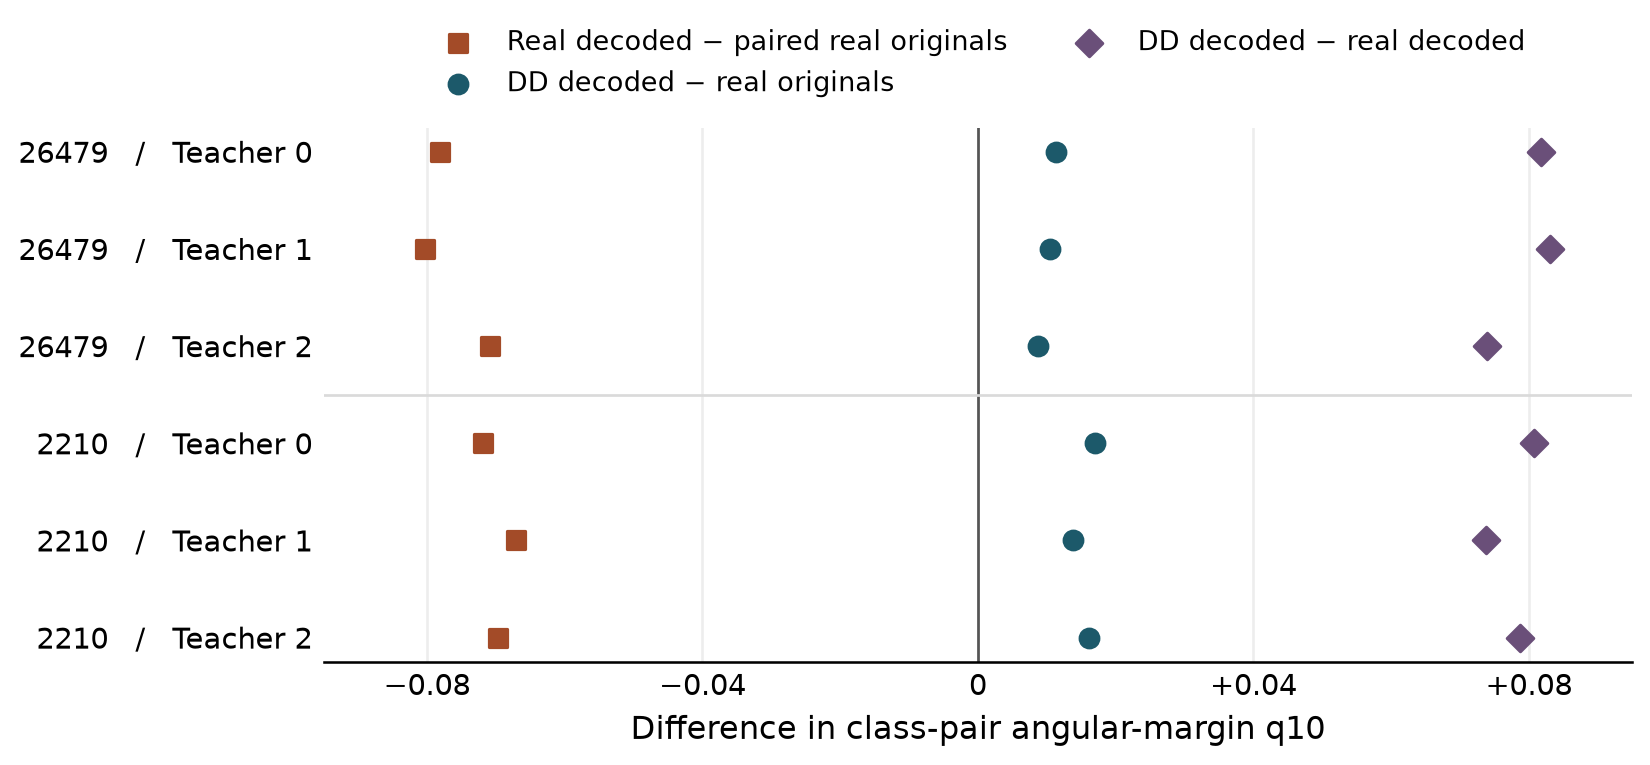 Real decoded − paired real originals
DD decoded − real originals
DD decoded − real decoded
26479 / Teacher 0
26479 / Teacher 1
26479 / Teacher 2
2210 / Teacher 0
2210 / Teacher 1
2210 / Teacher 2
−0.08 −0.04 0 +0.04 +0.08
Difference in class-pair angular-margin q10